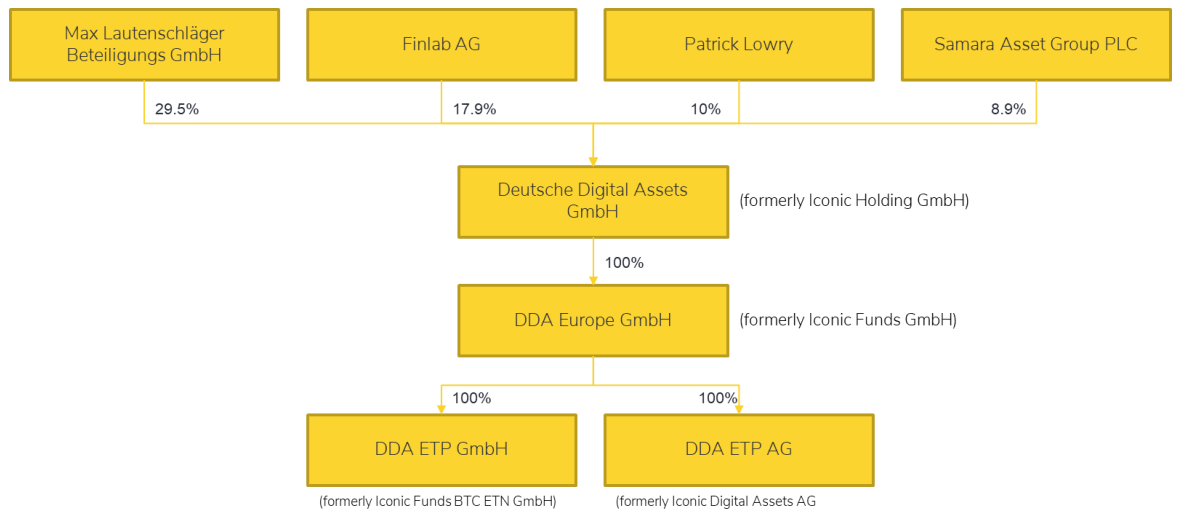 Max Lautenschläger
Beteiligungs GmbH
Finlab AG
Patrick Lowry
Samara Asset Group PLC
29.5%
17.9%
10%
8.9%
Deutsche Digital Assets
GmbH
(formerly Iconic Holding GmbH)
100%
DDA Europe GmbH
(formerly Iconic Funds GmbH)
100%
100%
DDA ETP GmbH
DDA ETP AG
(formerly Iconic Funds BTC ETN GmbH)
(formerly Iconic Digital Assets AG